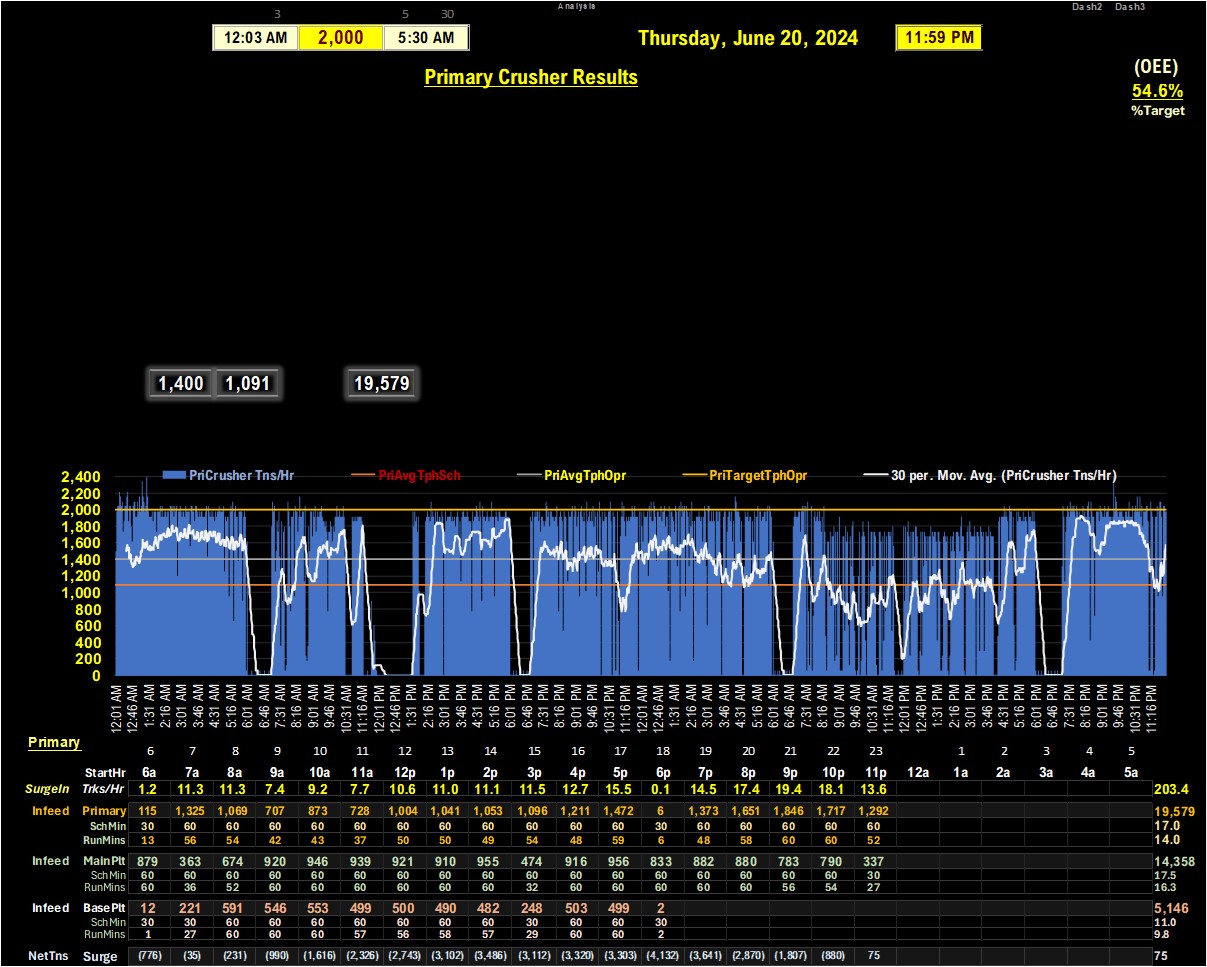 Analysis Dash2 Dash3
3 5 30
12:03 AM 2,000 5:30 AM Thursday, June 20, 2024 11:59 PM
Primary Crusher Results
(OEE)
54.6%
%Target
1,400 1,091 19,579
PriCrusher Tns/Hr PriAvgTphSch PriAvgTphOpr PriTargetTphOpr 30 per. Mov. Avg. (PriCrusher Tns/Hr)
2,400
2,200
2,000
1,800
1,600
1,400
1,200
1,000
800
600
400
200
0
12:01 AM 12:46 AM 1:31 AM 2:16 AM 3:01 AM 3:46 AM 4:31 AM 5:16 AM 6:01 AM 6:46 AM 7:31 AM 8:16 AM 9:01 AM 9:46 AM 10:31 AM 11:16 AM 12:01 PM 12:46 PM 1:31 PM 2:16 PM 3:01 PM 3:46 PM 4:31 PM 5:16 PM 6:01 PM 6:46 PM 7:31 PM 8:16 PM 9:01 PM 9:46 PM 10:31 PM 11:16 PM 12:01 AM 12:46 AM 1:31 AM 2:16 AM 3:01 AM 3:46 AM 4:31 AM 5:16 AM 6:01 AM 6:46 AM 7:31 AM 8:16 AM 9:01 AM 9:46 AM 10:31 AM 11:16 AM 12:01 PM 12:46 PM 1:31 PM 2:16 PM 3:01 PM 3:46 PM 4:31 PM 5:16 PM 6:01 PM 6:46 PM 7:31 PM 8:16 PM 9:01 PM 9:46 PM 10:31 PM 11:16 PM
Primary
6 7 8 9 10 11 12 13 14 15 16 17 18 19 20 21 22 23 1 2 3 4 5
StartHr 6a 7a 8a 9a 10a 11a 12p 1p 2p 3p 4p 5p 6p 7p 8p 9p 10p 11p 12a 1a 2a 3a 4a 5a
SurgeIn Trks/Hr 1.2 11.3 11.3 7.4 9.2 7.7 10.6 11.0 11.1 11.5 12.7 15.5 0.1 14.5 17.4 19.4 18.1 13.6 203.4
Infeed Primary 115 1,325 1,069 707 873 728 1,004 1,041 1,053 1,096 1,211 1,472 6 1,373 1,651 1,846 1,717 1,292 19,579
SchMin 30 60 60 60 60 60 60 60 60 60 60 60 30 60 60 60 60 60 17.0
RunMins 13 56 54 42 43 37 50 50 49 54 48 59 6 48 58 60 60 52 14.0
Infeed MainPlt 879 363 674 920 946 939 921 910 955 474 916 956 833 882 880 783 790 337 14,358
SchMin 60 60 60 60 60 60 60 60 60 60 60 60 60 60 60 60 60 30 17.5
RunMins 60 36 52 60 60 60 60 60 60 32 60 60 60 60 60 56 54 27 16.3
Infeed BasePlt 12 221 591 546 553 499 500 490 482 248 503 499 2 5,146
SchMin 30 30 60 60 60 60 60 60 60 30 60 60 30 11.0
RunMins 1 27 60 60 60 57 56 58 57 29 60 60 2 9.8
NetTns Surge (776) (35) (231) (990) (1,616) (2,326) (2,743) (3,102) (3,486) (3,112) (3,320) (3,303) (4,132) (3,641) (2,870) (1,807) (880) 75 75